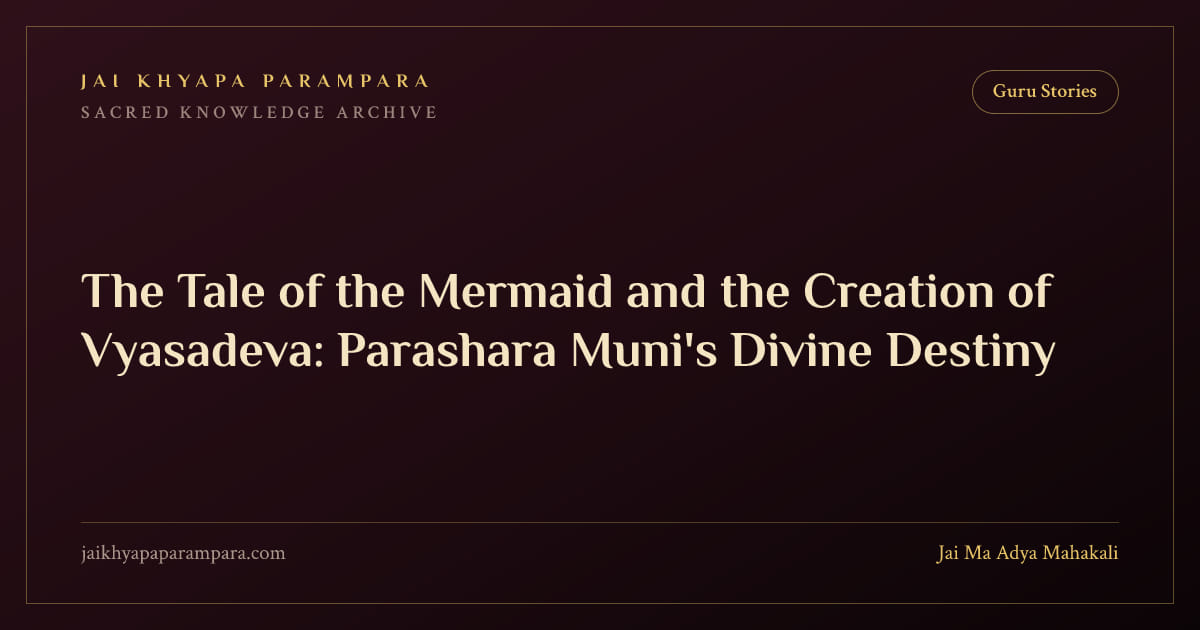 JAI KHYAPA PARAMPARA
SACRED KNOWLEDGE ARCHIVE
Guru Stories
The Tale of the Mermaid and the Creation of
Vyasadeva: Parashara Muni's Divine Destiny
jaikhyapaparampara.com
Jai Ma Adya Mahakali